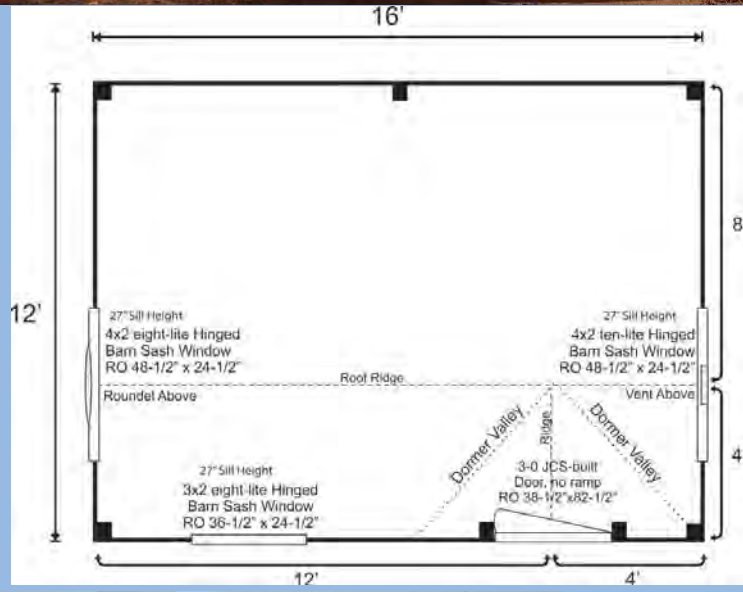 16'
8
12'
27" Sill Height
4x2 eight-lite Hinged
Barn Sash Window
RO 48-1/2" x 24-1/2"
Roundel Above
27" Sill Height
4x2 ten-lite Hinged
Barn Sash Window
RO 48-1/2" x 24-1/2"
Vent Above
Roof Ridge
Dormer Valley
Ridge
Dormer Valley
4
27" Sill Height
3x2 eight-lite Hinged
Barn Sash Window
RO 36-1/2" x 24-1/2"
3-0 JCS-built
Door, no ramp
RO 38-1/2"x82-1/2"
12'
4'